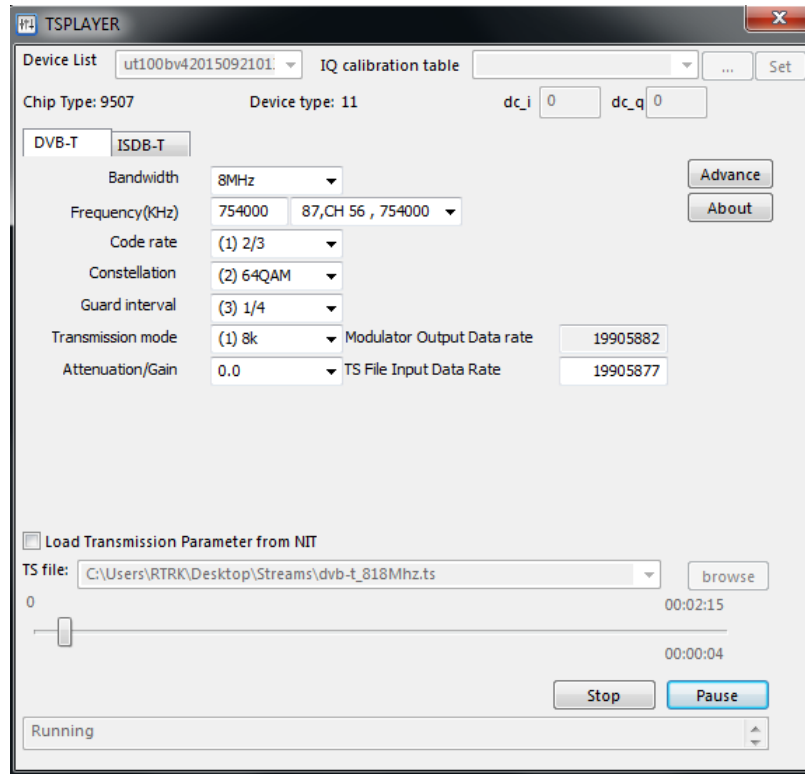 TSPLAYER
Device List ut100bv42015092101: IQ calibration table ... Set
Chip Type: 9507 Device type: 11 dc_i 0 dc_q 0
DVB-T ISDB-T
Bandwidth 8MHz Advance
Frequency(KHz) 754000 87,CH 56 , 754000 About
Code rate (1) 2/3
Constellation (2) 64QAM
Guard interval (3) 1/4
Transmission mode (1) 8k Modulator Output Data rate 19905882
Attenuation/Gain 0.0 TS File Input Data Rate 19905877
Load Transmission Parameter from NIT
TS file: C:\Users\RTRK\Desktop\Streams\dvb-t_818Mhz.ts browse
0 00:02:15
00:00:04
Stop Pause
Running